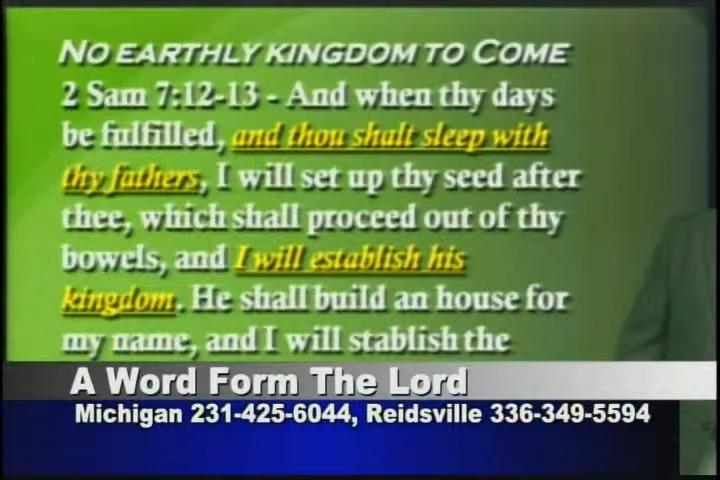 NO EARTHLY KINGDOM TO COME
2 Sam 7:12-13 - And when thy days
be fulfilled, and thou shalt sleep with
thy fathers, I will set up thy seed after
thee, which shall proceed out of thy
bowels, and I will establish his
kingdom. He shall build an house for
my name, and I will stablish the
A Word Form The Lord
Michigan 231-425-6044, Reidsville 336-349-5594